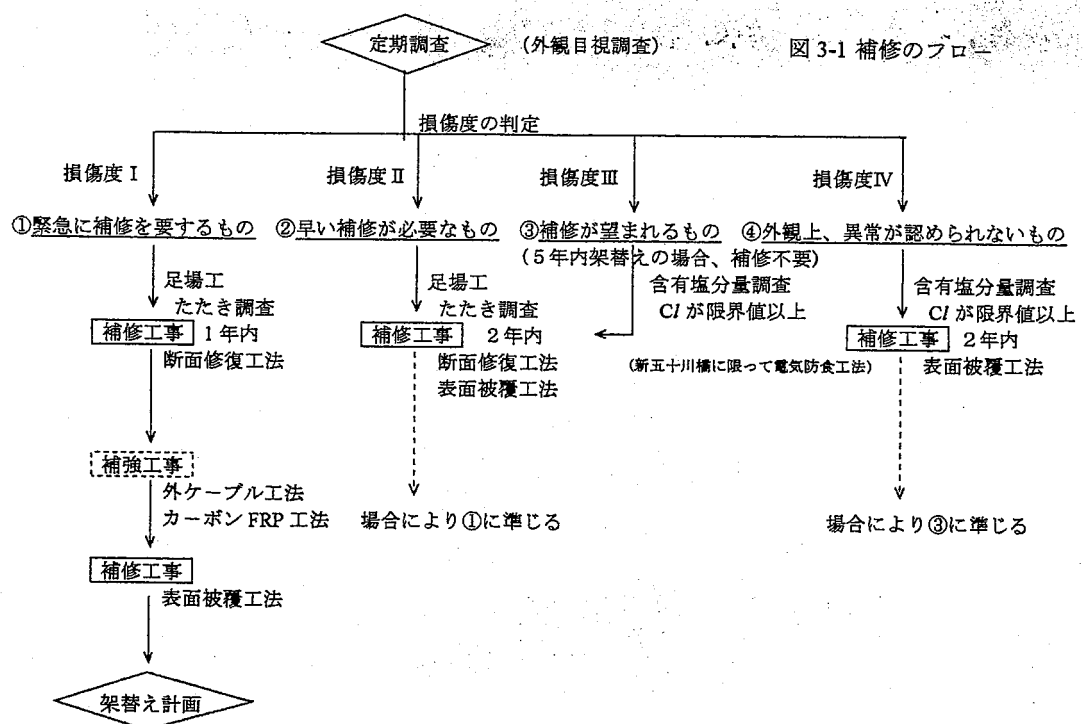 定期調査
(外観目視調査)
図 3-1 補修のフロー
損傷度の判定
損傷度Ⅰ
損傷度Ⅱ
損傷度Ⅲ
損傷度Ⅳ
①緊急に補修を要するもの
②早い補修が必要なもの
③補修が望まれるもの
④外観上、異常が認められないもの
(5年内架替えの場合、補修不要)
足場工
たたき調査
補修工事 1年内
断面修復工法
足場工
たたき調査
補修工事 2年内
断面修復工法
表面被覆工法
含有塩分量調査
Cl が限界値以上
(新五十川橋に限って電気防食工法)
含有塩分量調査
Cl が限界値以上
補修工事 2年内
表面被覆工法
補強工事
外ケーブル工法
カーボン FRP 工法
場合により①に準じる
場合により③に準じる
補修工事
表面被覆工法
架替え計画